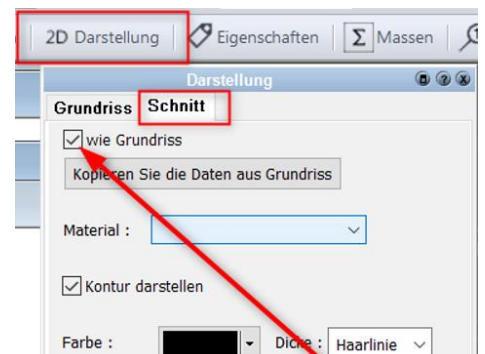 2D Darstellung Eigenschaften Σ Massen
Darstellung
Grundriss Schnitt
wie Grundriss
Kopieren Sie die Daten aus Grundriss
Material :
Kontur darstellen
Farbe : Dicke : Haarlinie